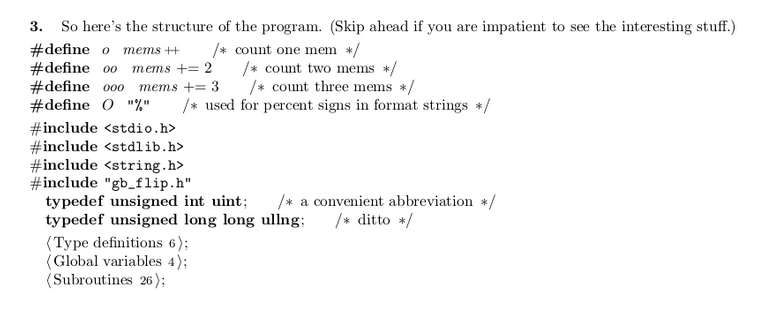 3. So here's the structure of the program. (Skip ahead if you are impatient to see the interesting stuff.)
#define o mems++ /* count one mem */
#define oo mems += 2 /* count two mems */
#define ooo mems += 3 /* count three mems */
#define O "%" /* used for percent signs in format strings */
#include <stdio.h>
#include <stdlib.h>
#include <string.h>
#include "gb_flip.h"
typedef unsigned int uint; /* a convenient abbreviation */
typedef unsigned long long ullng; /* ditto */
⟨Type definitions 6⟩;
⟨Global variables 4⟩;
⟨Subroutines 26⟩;